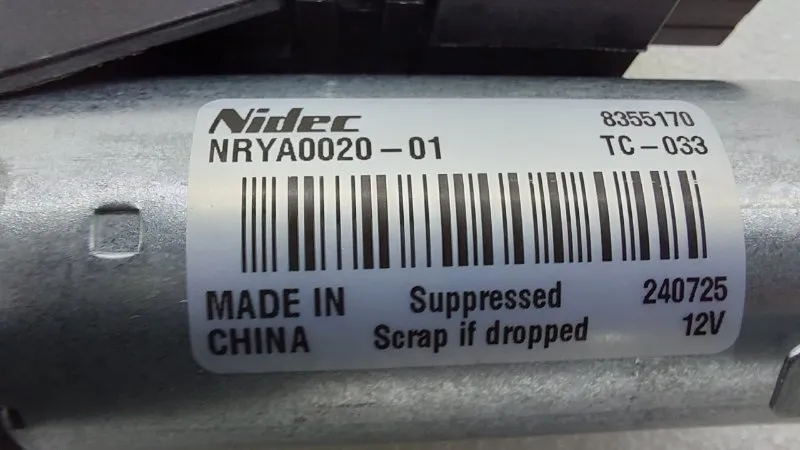 Nidec 8355170
NRYA0020-01 TC-033
MADE IN Suppressed 240725
CHINA Scrap if dropped 12V